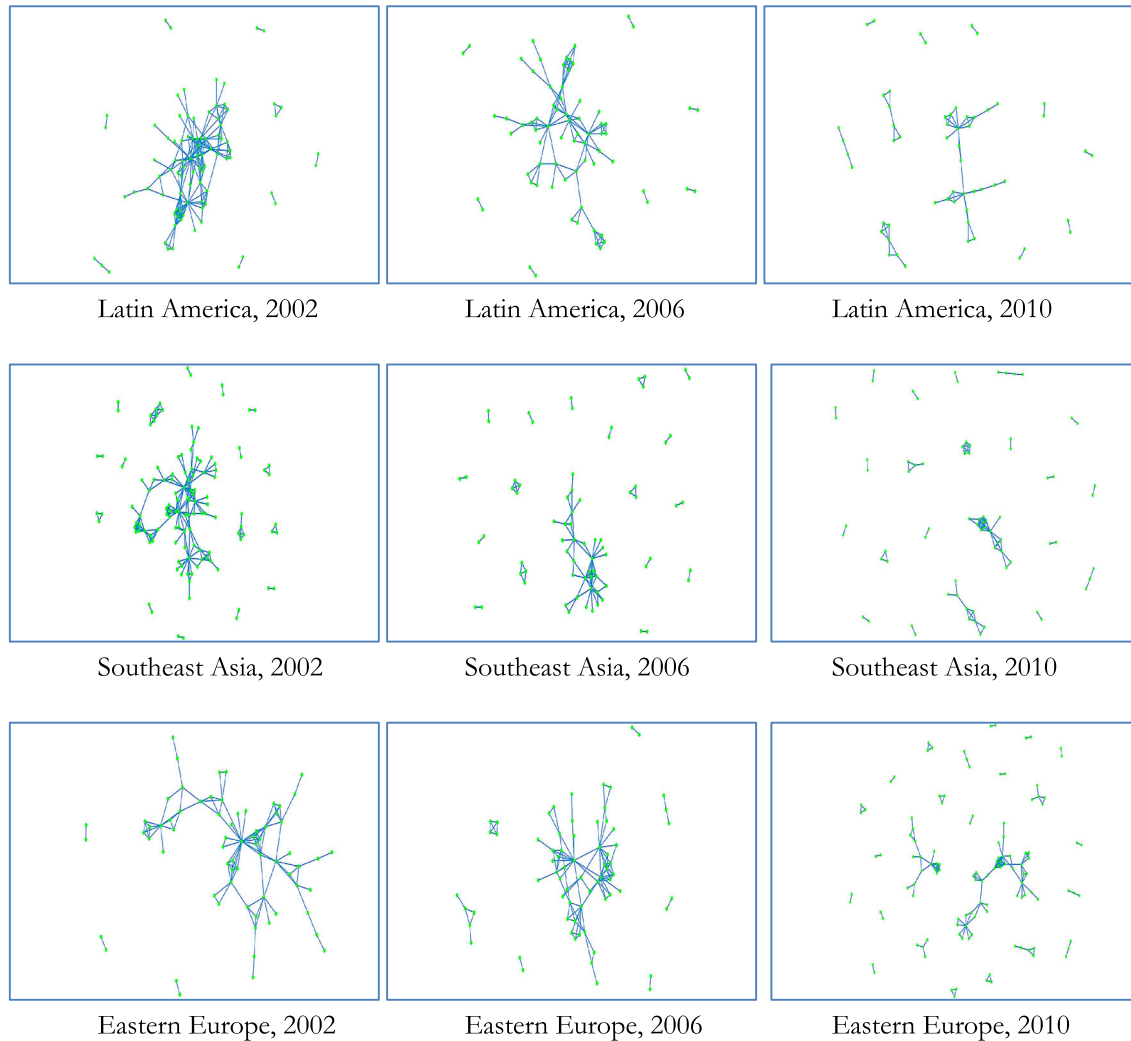 Latin America, 2002
Latin America, 2006
Latin America, 2010
Southeast Asia, 2002
Southeast Asia, 2006
Southeast Asia, 2010
Eastern Europe, 2002
Eastern Europe, 2006
Eastern Europe, 2010